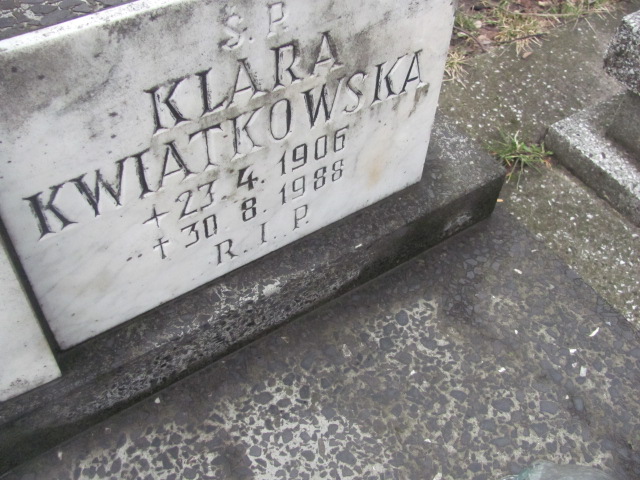 Ś. P.
KLARA
KWIATKOWSKA
+ 23 4. 1906
+ 30. 8. 1988
R. I. P.